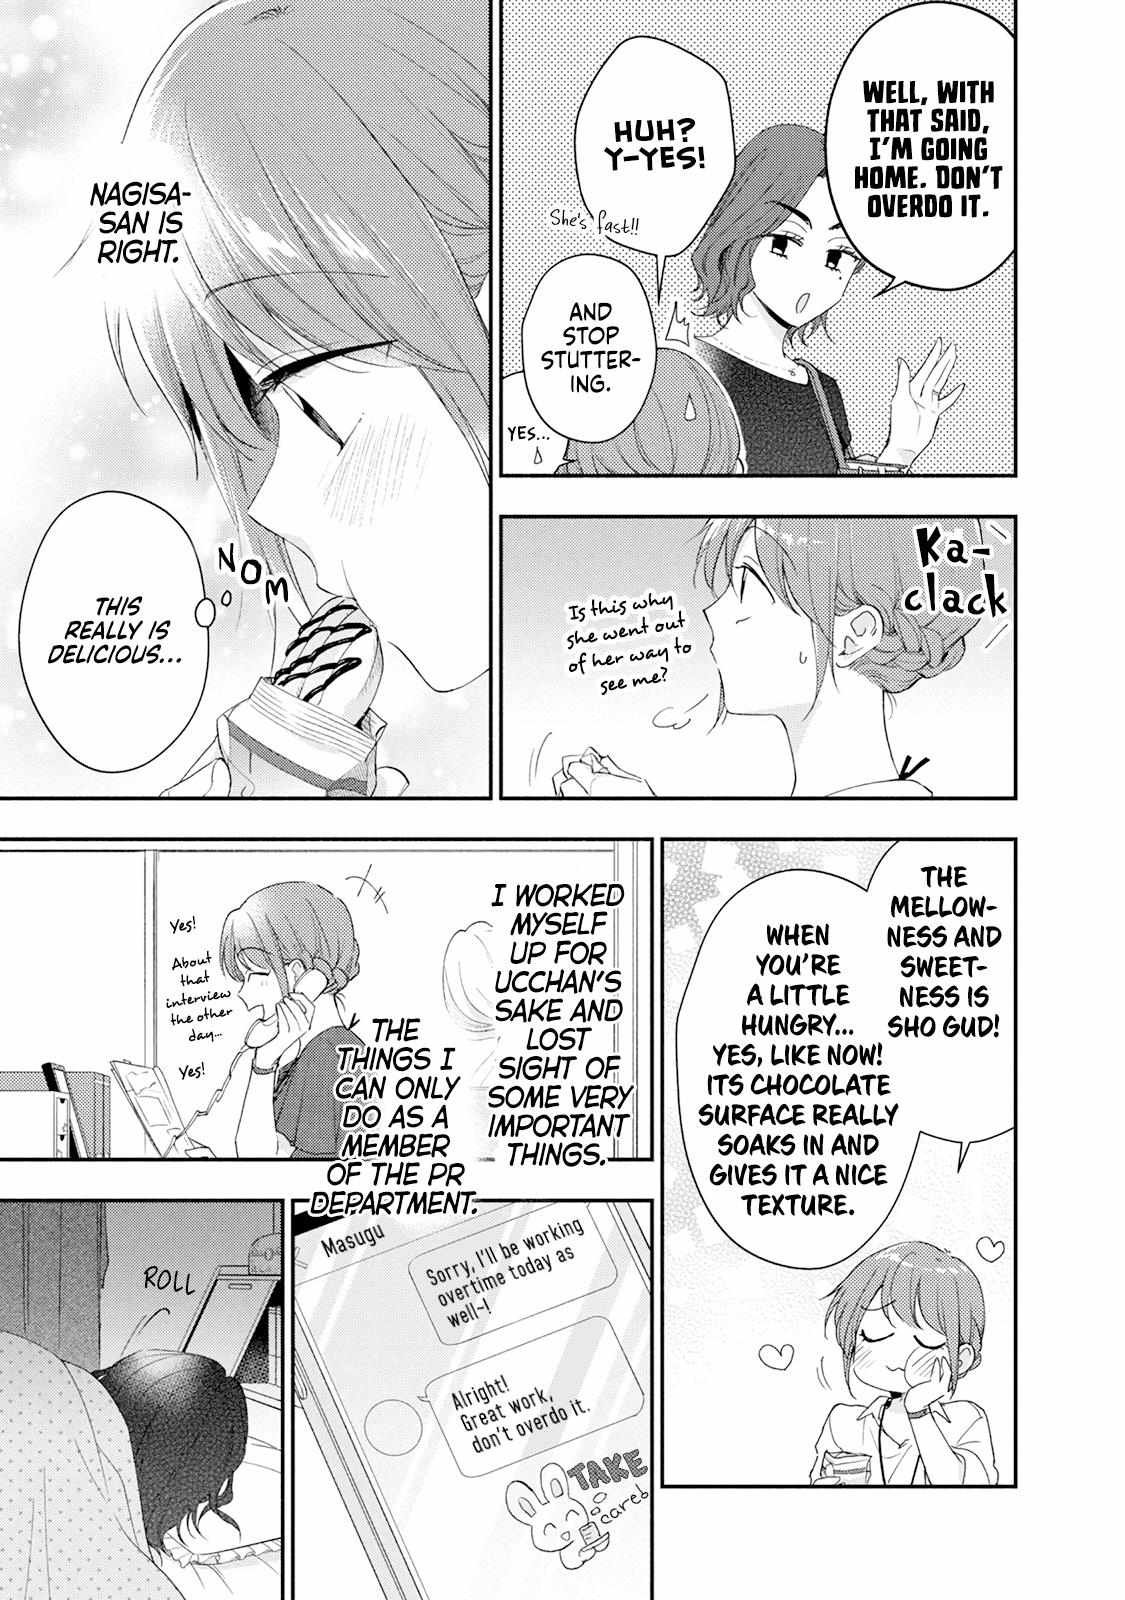 WELL, WITH
THAT SAID,
I'M GOING
HOME. DON'T
OVERDO IT.
HUH?
Y-YES!
She's fast!!
AND
STOP
STUTTER-
ING.
YES...
Ka-
clack
Is this why
she went out
of her way to
see me?
NAGISA-
SAN IS
RIGHT.
NOM
THIS
REALLY IS
DELICIOUS...
THE
MELLOW-
NESS AND
SWEET-
NESS IS
SHO GUD!
WHEN
YOU'RE
A LITTLE
HUNGRY...
YES, LIKE NOW!
ITS CHOCOLATE
SURFACE REALLY
SOAKS IN AND
GIVES IT A NICE
TEXTURE.
I WORKED
MYSELF
UP FOR
UCCHAN'S
SAKE AND
LOST
SIGHT OF
SOME VERY
IMPORTANT
THINGS.
Yes!
About
that
interview
the other
day...
Yes!
THE
THINGS I
CAN ONLY
DO AS A
MEMBER
OF THE PR
DEPARTMENT.
Masugu
Sorry, I'll be working
overtime today as
well~!
Alright!
Great work,
don't overdo it.
TAKE
care
ROLL